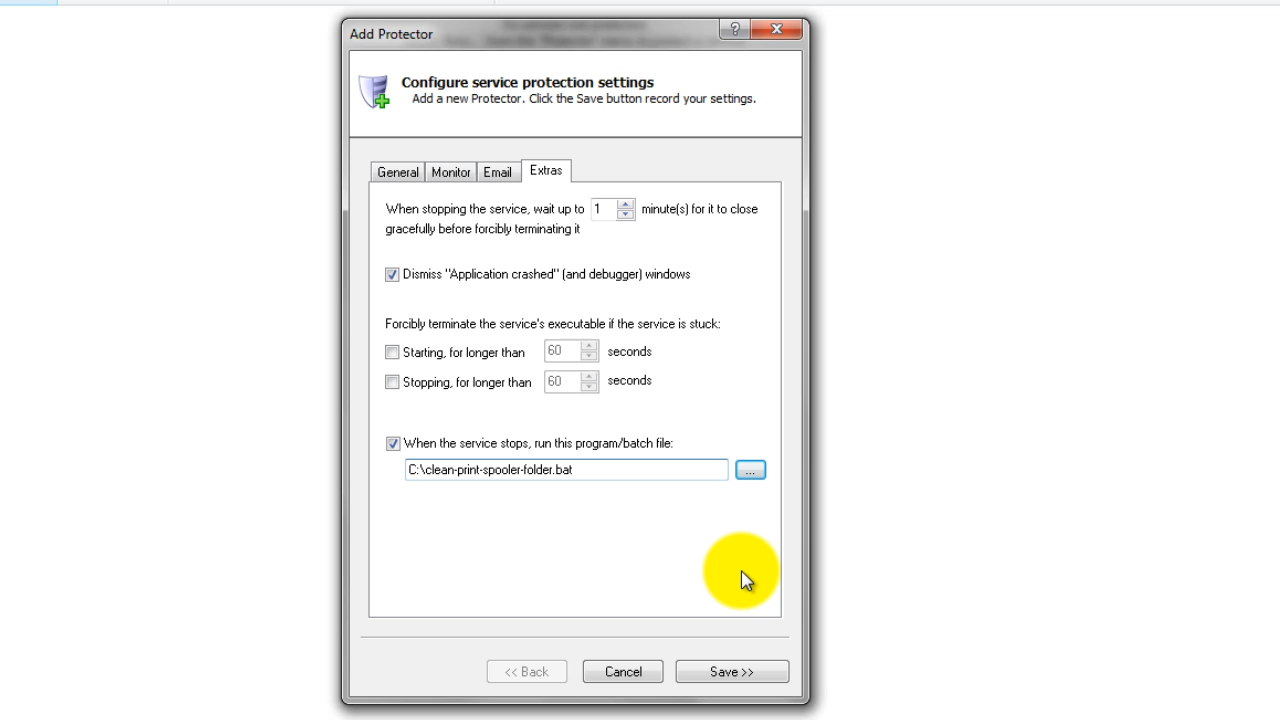 Add Protector
?
Configure service protection settings
Add a new Protector. Click the Save button record your settings.
General Monitor Email Extras
When stopping the service, wait up to 1 minute(s) for it to close
gracefully before forcibly terminating it
Dismiss "Application crashed" (and debugger) windows
Forcibly terminate the service's executable if the service is stuck:
Starting, for longer than 60 seconds
Stopping, for longer than 60 seconds
When the service stops, run this program/batch file:
C:\clean-print-spooler-folder.bat ...
<< Back Cancel Save >>